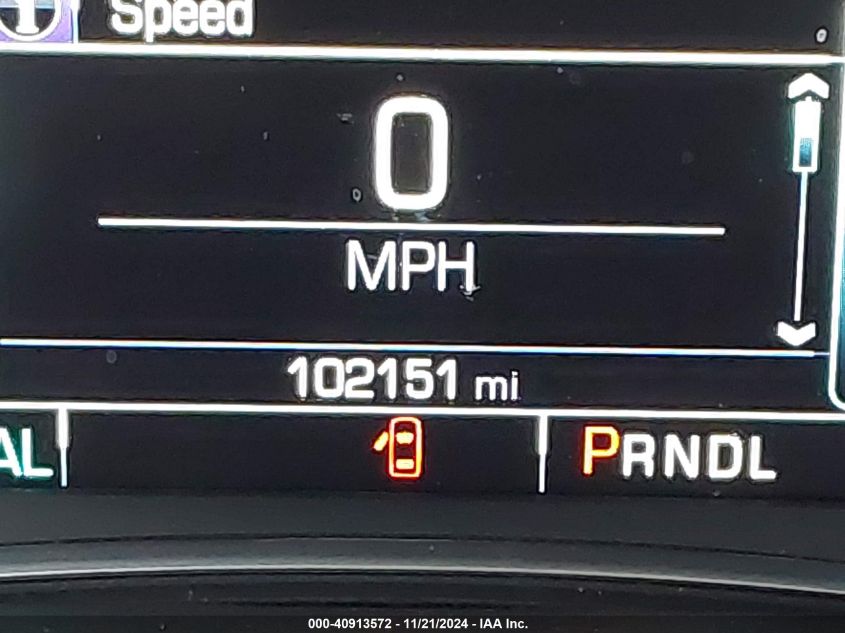 i Speed
0
MPH
102151 mi
AL PRNDL
000-40913572 - 11/21/2024 - IAA Inc.